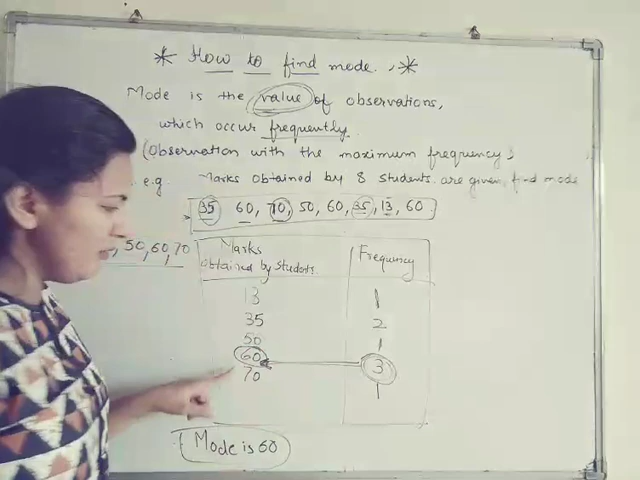 * How to find mode. *
Mode is the value of observations,
which occur frequently.
(Observation with the maximum frequency)
e.g. Marks obtained by 8 students are given, find mode
35 60, 70, 50, 60, 35, 13, 60
, 50, 60, 70
Marks obtained by students. Frequency
13 1
35 2
50 1
60 3
70 1
Mode is 60